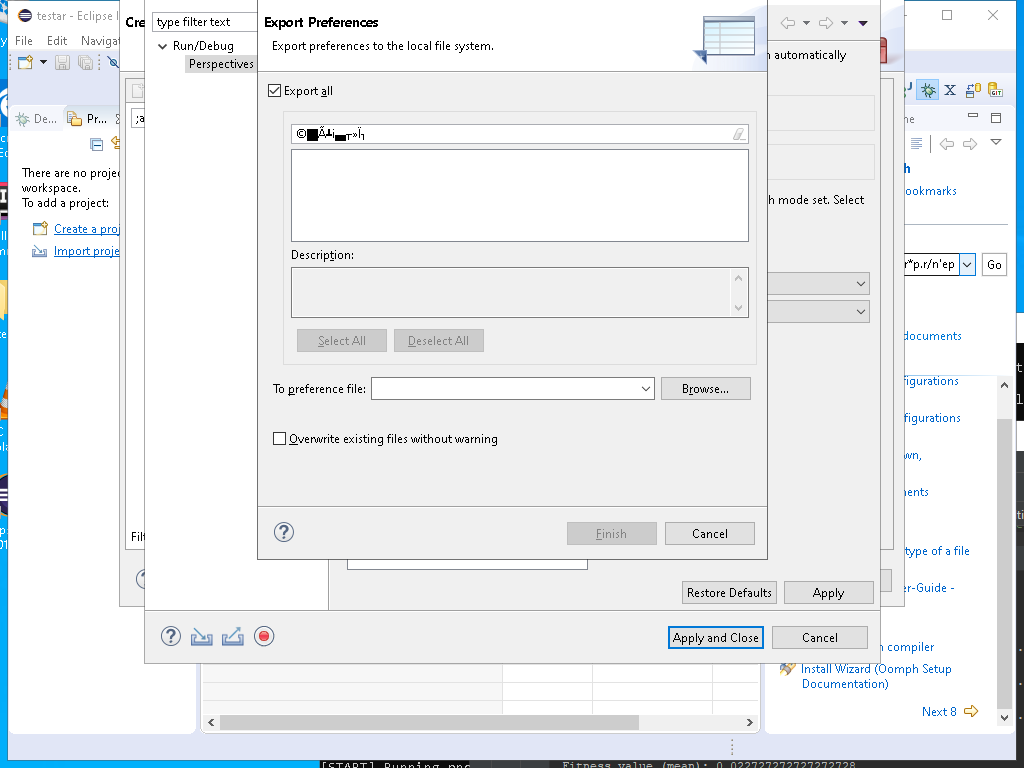 testar - Eclipse I
File Edit Navigat
Cre
type filter text
Run/Debug
Perspectives
Export Preferences
Export preferences to the local file system.
automatically
Export all
De...
Pr...
There are no projec
workspace.
To add a project:
Create a proj
Import proje
Description:
Select All
Deselect All
To preference file:
Browse...
Overwrite existing files without warning
Finish
Cancel
h mode set. Select
ookmarks
r*p.r/n'ep
Go
documents
figurations
figurations
wn,
ents
type of a file
er-Guide -
n compiler
Install Wizard (Oomph Setup
Documentation)
Next 8
Filt
Restore Defaults
Apply
Apply and Close
Cancel
[START] Running
Fitness value (mean): 0.022727272727272728